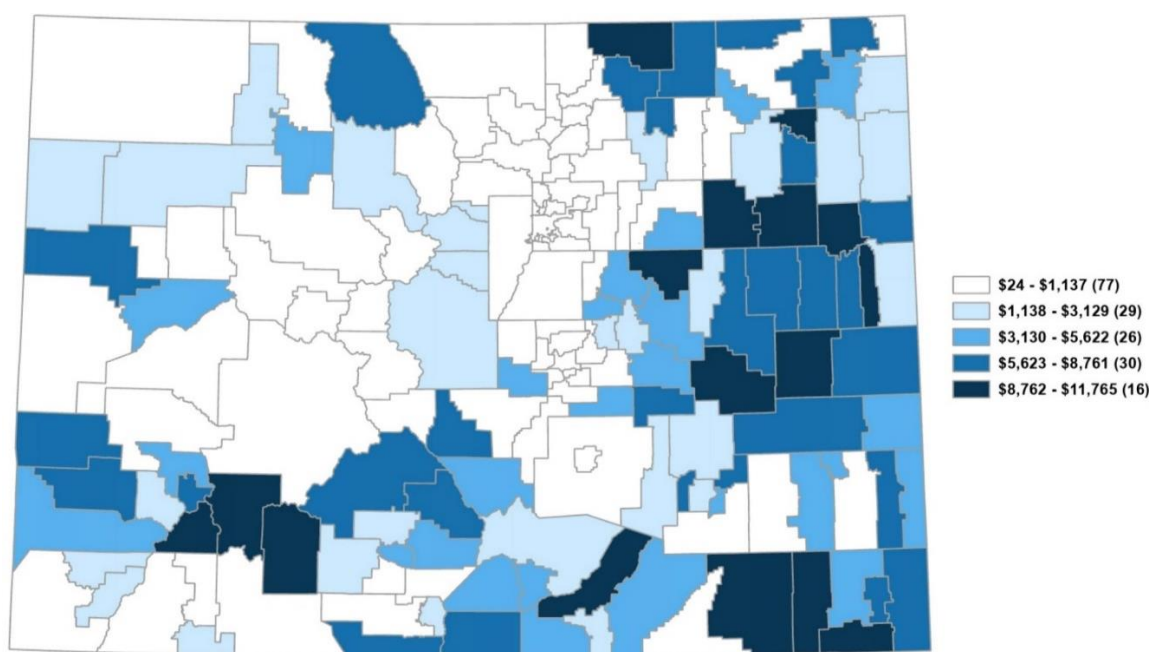 $24 - $1,137 (77)
$1,138 - $3,129 (29)
$3,130 - $5,622 (26)
$5,623 - $8,761 (30)
$8,762 - $11,765 (16)